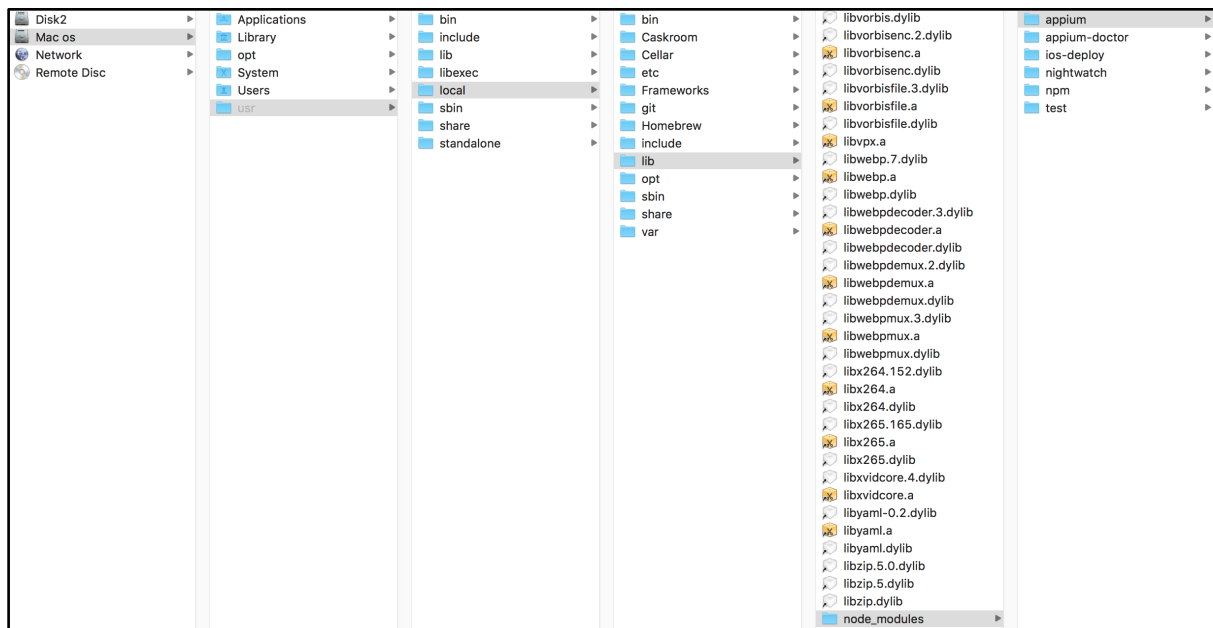 Disk2
Mac os
Network
Remote Disc
Applications
Library
opt
System
Users
usr
bin
include
lib
libexec
local
sbin
share
standalone
bin
Caskroom
Cellar
etc
Frameworks
git
Homebrew
include
lib
opt
sbin
share
var
libvorbis.dylib
libvorbisenc.2.dylib
libvorbisenc.a
libvorbisenc.dylib
libvorbisfile.3.dylib
libvorbisfile.a
libvorbisfile.dylib
libvpx.a
libwebp.7.dylib
libwebp.a
libwebp.dylib
libwebpdecoder.3.dylib
libwebpdecoder.a
libwebpdecoder.dylib
libwebpdemux.2.dylib
libwebpdemux.a
libwebpdemux.dylib
libwebpmux.3.dylib
libwebpmux.a
libwebpmux.dylib
libx264.152.dylib
libx264.a
libx264.dylib
libx265.165.dylib
libx265.a
libx265.dylib
libxvidcore.4.dylib
libxvidcore.a
libyaml-0.2.dylib
libyaml.a
libyaml.dylib
libzip.5.0.dylib
libzip.5.dylib
libzip.dylib
node_modules
appium
appium-doctor
ios-deploy
nightwatch
npm
test